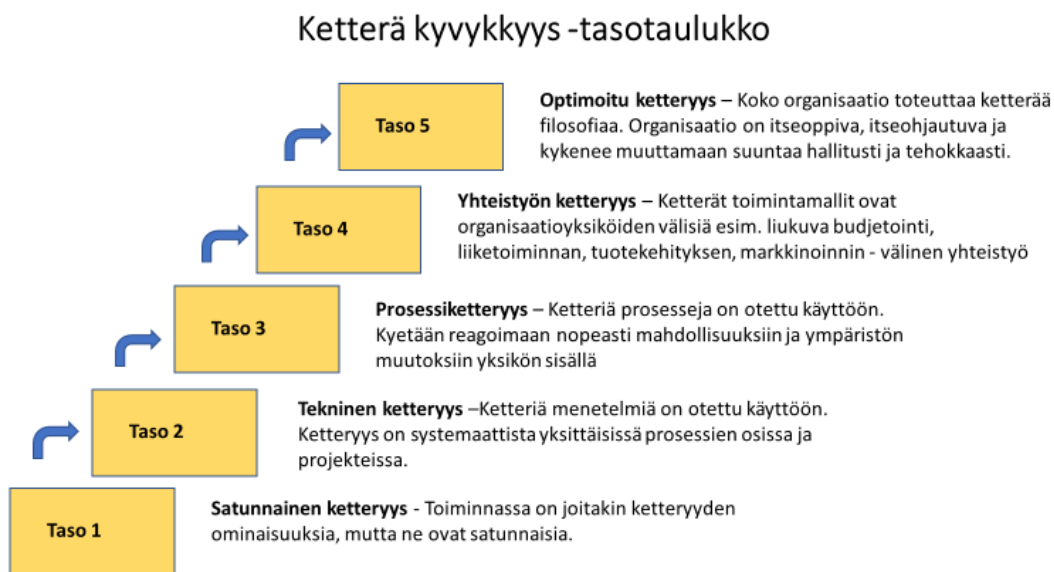 Ketterä kyvykkyys -tasotaulukko
Taso 5
Optimoitu ketteryys – Koko organisaatio toteuttaa ketterää
filosofiaa. Organisaatio on itseoppiva, itseohjautuva ja
kykenee muuttamaan suuntaa hallitusti ja tehokkaasti.
Taso 4
Yhteistyön ketteryys – Ketterät toimintamallit ovat
organisaatioyksiköiden välisiä esim. liukuva budjetointi,
liiketoiminnan, tuotekehityksen, markkinoinnin - välinen yhteistyö
Taso 3
Prosessiketteryys – Ketteriä prosesseja on otettu käyttöön.
Kyetään reagoimaan nopeasti mahdollisuuksiin ja ympäristön
muutoksiin yksikön sisällä
Taso 2
Tekninen ketteryys –Ketteriä menetelmiä on otettu käyttöön.
Ketteryys on systemaattista yksittäisissä prosessien osissa ja
projekteissa.
Taso 1
Satunnainen ketteryys - Toiminnassa on joitakin ketteryyden
ominaisuuksia, mutta ne ovat satunnaisia.